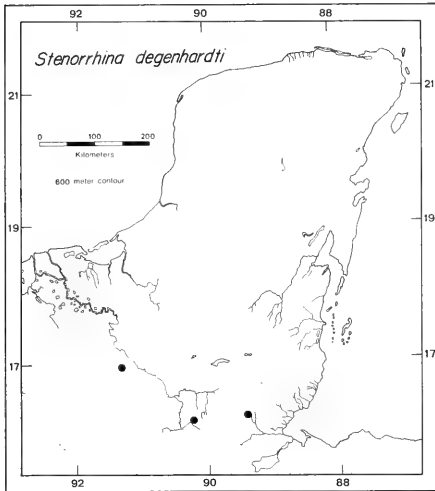 92 90 88
Stenorrhina degenhardti
21 21
0 100 200
Kilometers
600 meter contour
19 19
17 17
92 90 88